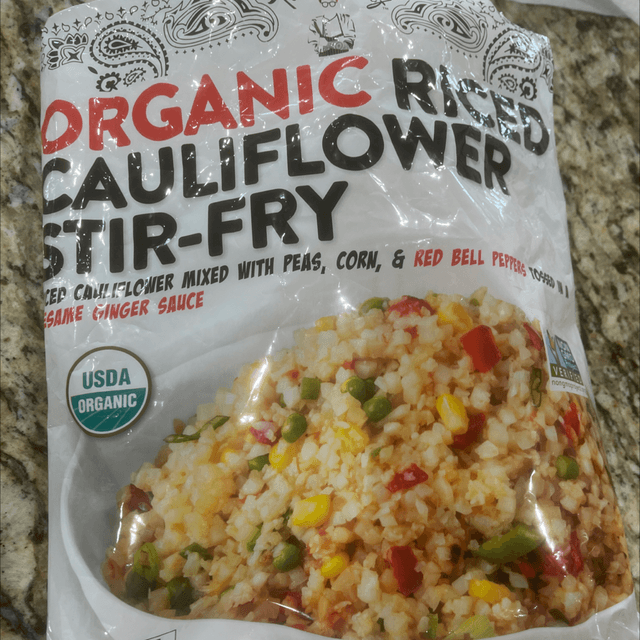 ORGANIC RICED
CAULIFLOWER
STIR-FRY
CED CAULIFLOWER MIXED WITH PEAS, CORN, & RED BELL PEPPERS TOSSED IN A
ESAME GINGER SAUCE
USDA
ORGANIC